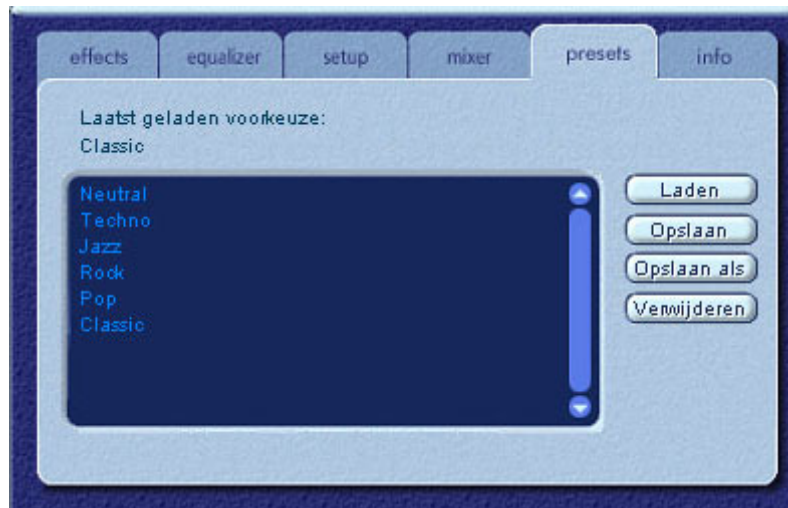 effects equalizer setup mixer presets info
Laatst geladen voorkeuze:
Classic
Neutral
Techno
Jazz
Rock
Pop
Classic
Laden
Opslaan
Opslaan als
Verwijderen